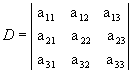 D = | a₁₁ a₁₂ a₁₃ |
| a₂₁ a₂₂ a₂₃ |
| a₃₁ a₃₂ a₃₃ |